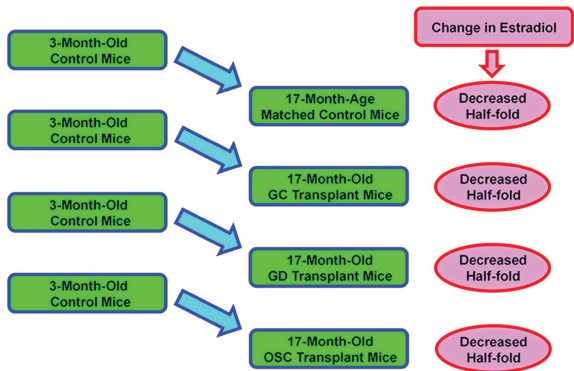 3-Month-Old
Control Mice
Change in Estradiol
17-Month-Age
Matched Control Mice
Decreased
Half-fold
3-Month-Old
Control Mice
17-Month-Old
GC Transplant Mice
Decreased
Half-fold
3-Month-Old
Control Mice
17-Month-Old
GD Transplant Mice
Decreased
Half-fold
3-Month-Old
Control Mice
17-Month-Old
OSC Transplant Mice
Decreased
Half-fold